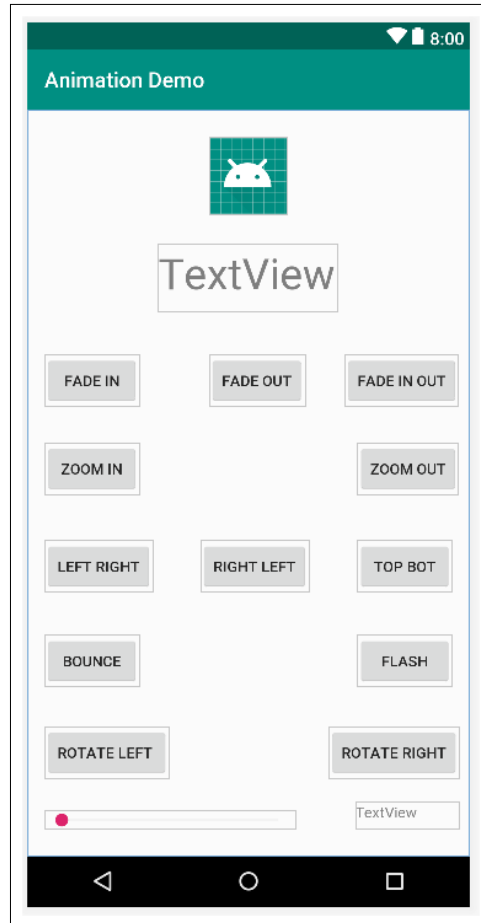 8:00
Animation Demo
TextView
FADE IN
FADE OUT
FADE IN OUT
ZOOM IN
ZOOM OUT
LEFT RIGHT
RIGHT LEFT
TOP BOT
BOUNCE
FLASH
ROTATE LEFT
ROTATE RIGHT
TextView